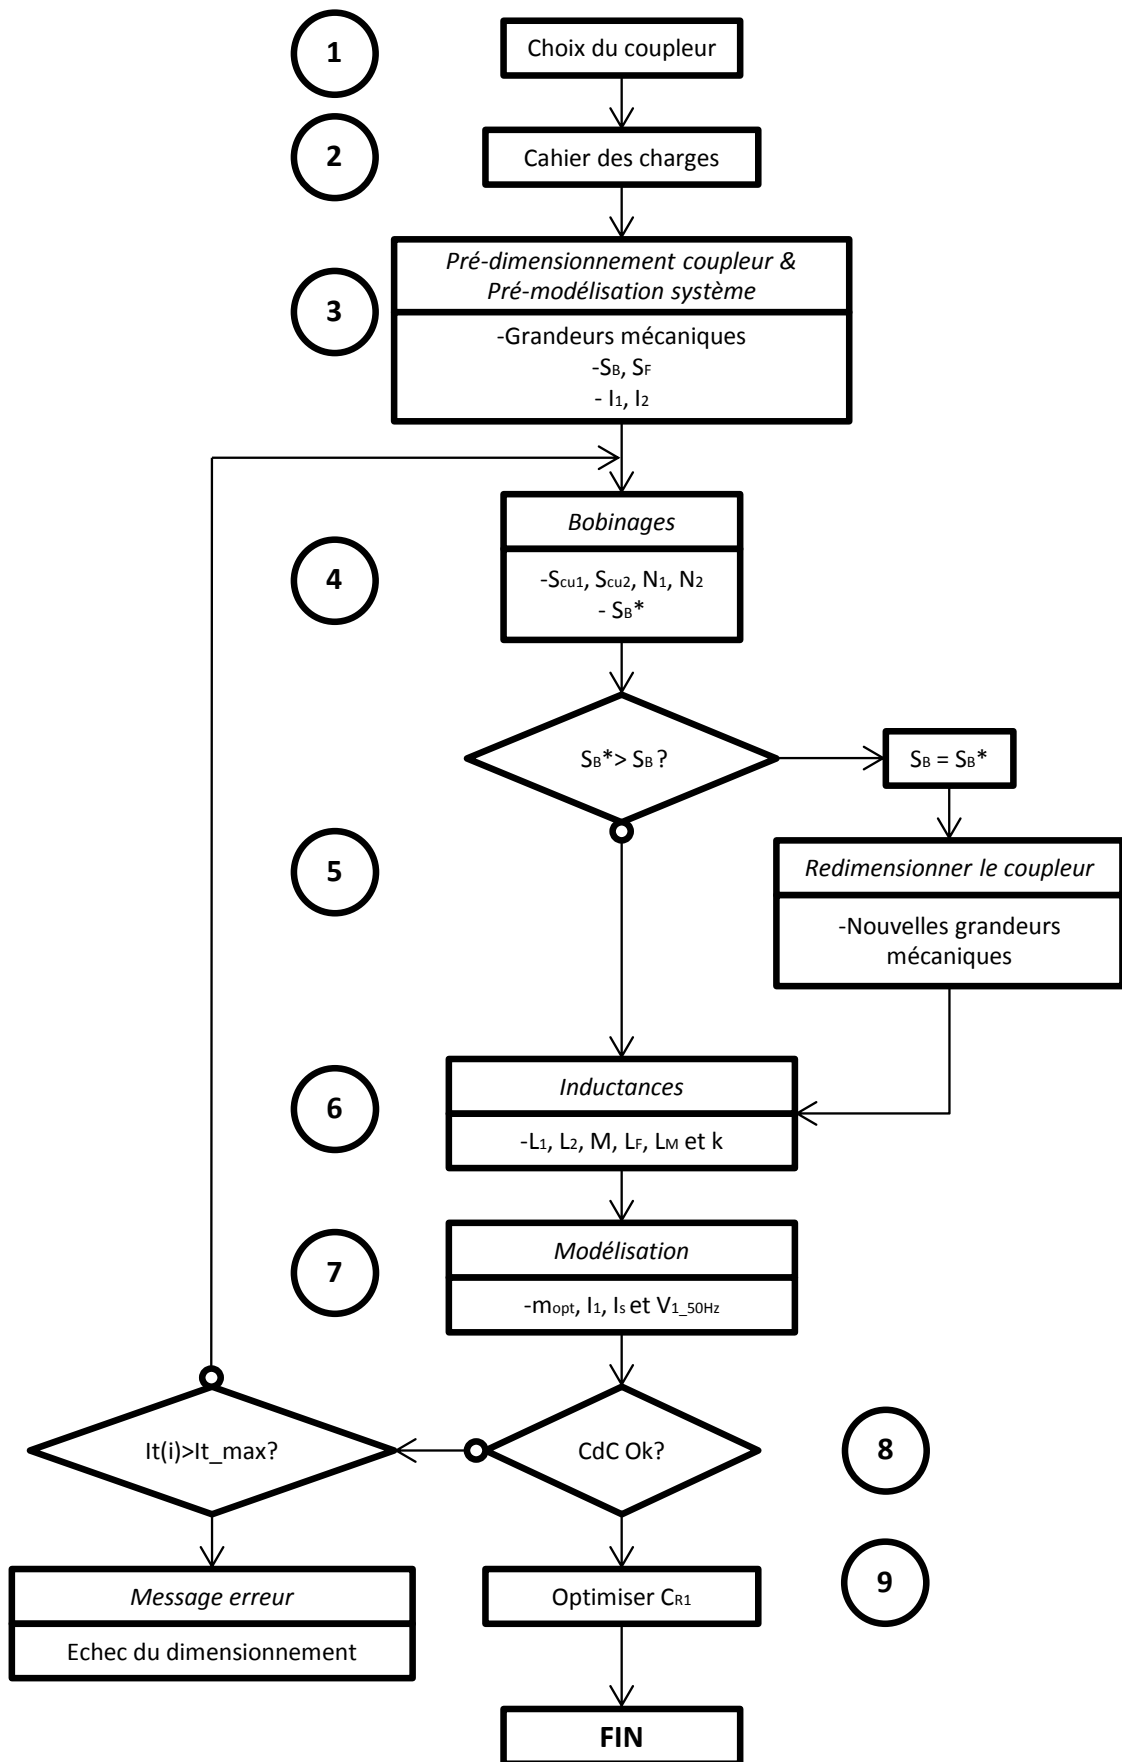 1
Choix du coupleur
2
Cahier des charges
3
Pré-dimensionnement coupleur &
Pré-modélisation système
-Grandeurs mécaniques
-SB, SF
- I1, I2
4
Bobinages
-Scu1, Scu2, N1, N2
- SB*
SB*> SB ?
SB = SB*
5
Redimensionner le coupleur
-Nouvelles grandeurs
mécaniques
6
Inductances
-L1, L2, M, LF, LM et k
7
Modélisation
-mopt, I1, Is et V1_50Hz
It(i)>It_max?
CdC Ok?
8
9
Message erreur
Echec du dimensionnement
Optimiser CR1
FIN